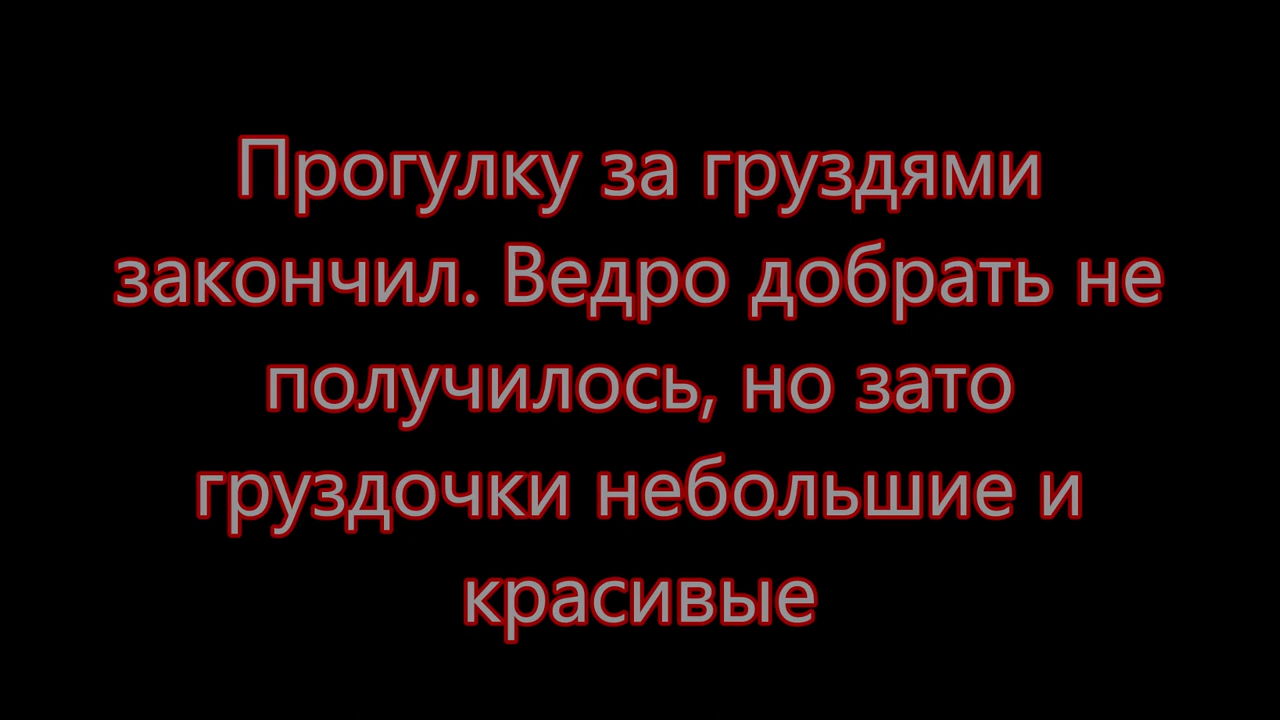 Прогулку за груздями
закончил. Ведро добрать не
получилось, но зато
груздочки небольшие и
красивые